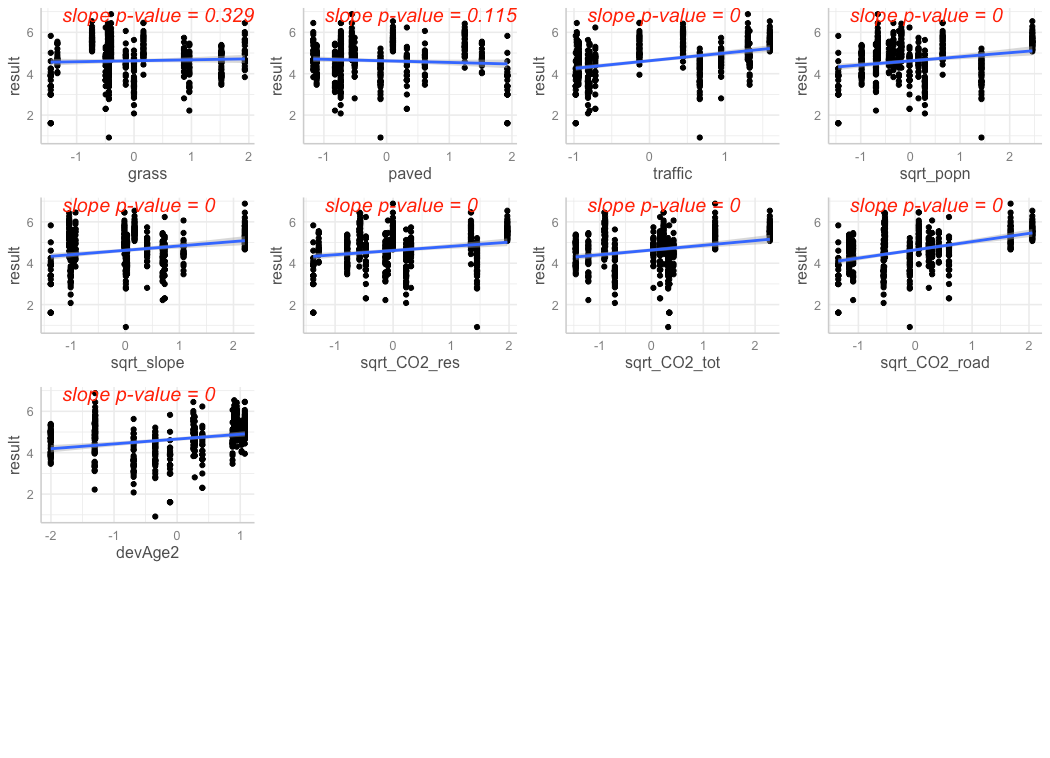 slope p-value = 0.329
result
6
4
2
-1
0
1
2
grass
slope p-value = 0.115
result
6
4
2
-1
0
1
2
paved
slope p-value = 0
result
6
4
2
-1
0
1
traffic
slope p-value = 0
result
6
4
2
-1
0
1
2
sqrt_popn
slope p-value = 0
result
6
4
2
-1
0
1
2
sqrt_slope
slope p-value = 0
result
6
4
2
-1
0
1
2
sqrt_CO2_res
slope p-value = 0
result
6
4
2
-1
0
1
2
sqrt_CO2_tot
slope p-value = 0
result
6
4
2
-1
0
1
2
sqrt_CO2_road
slope p-value = 0
result
6
4
2
-2
-1
0
1
devAge2